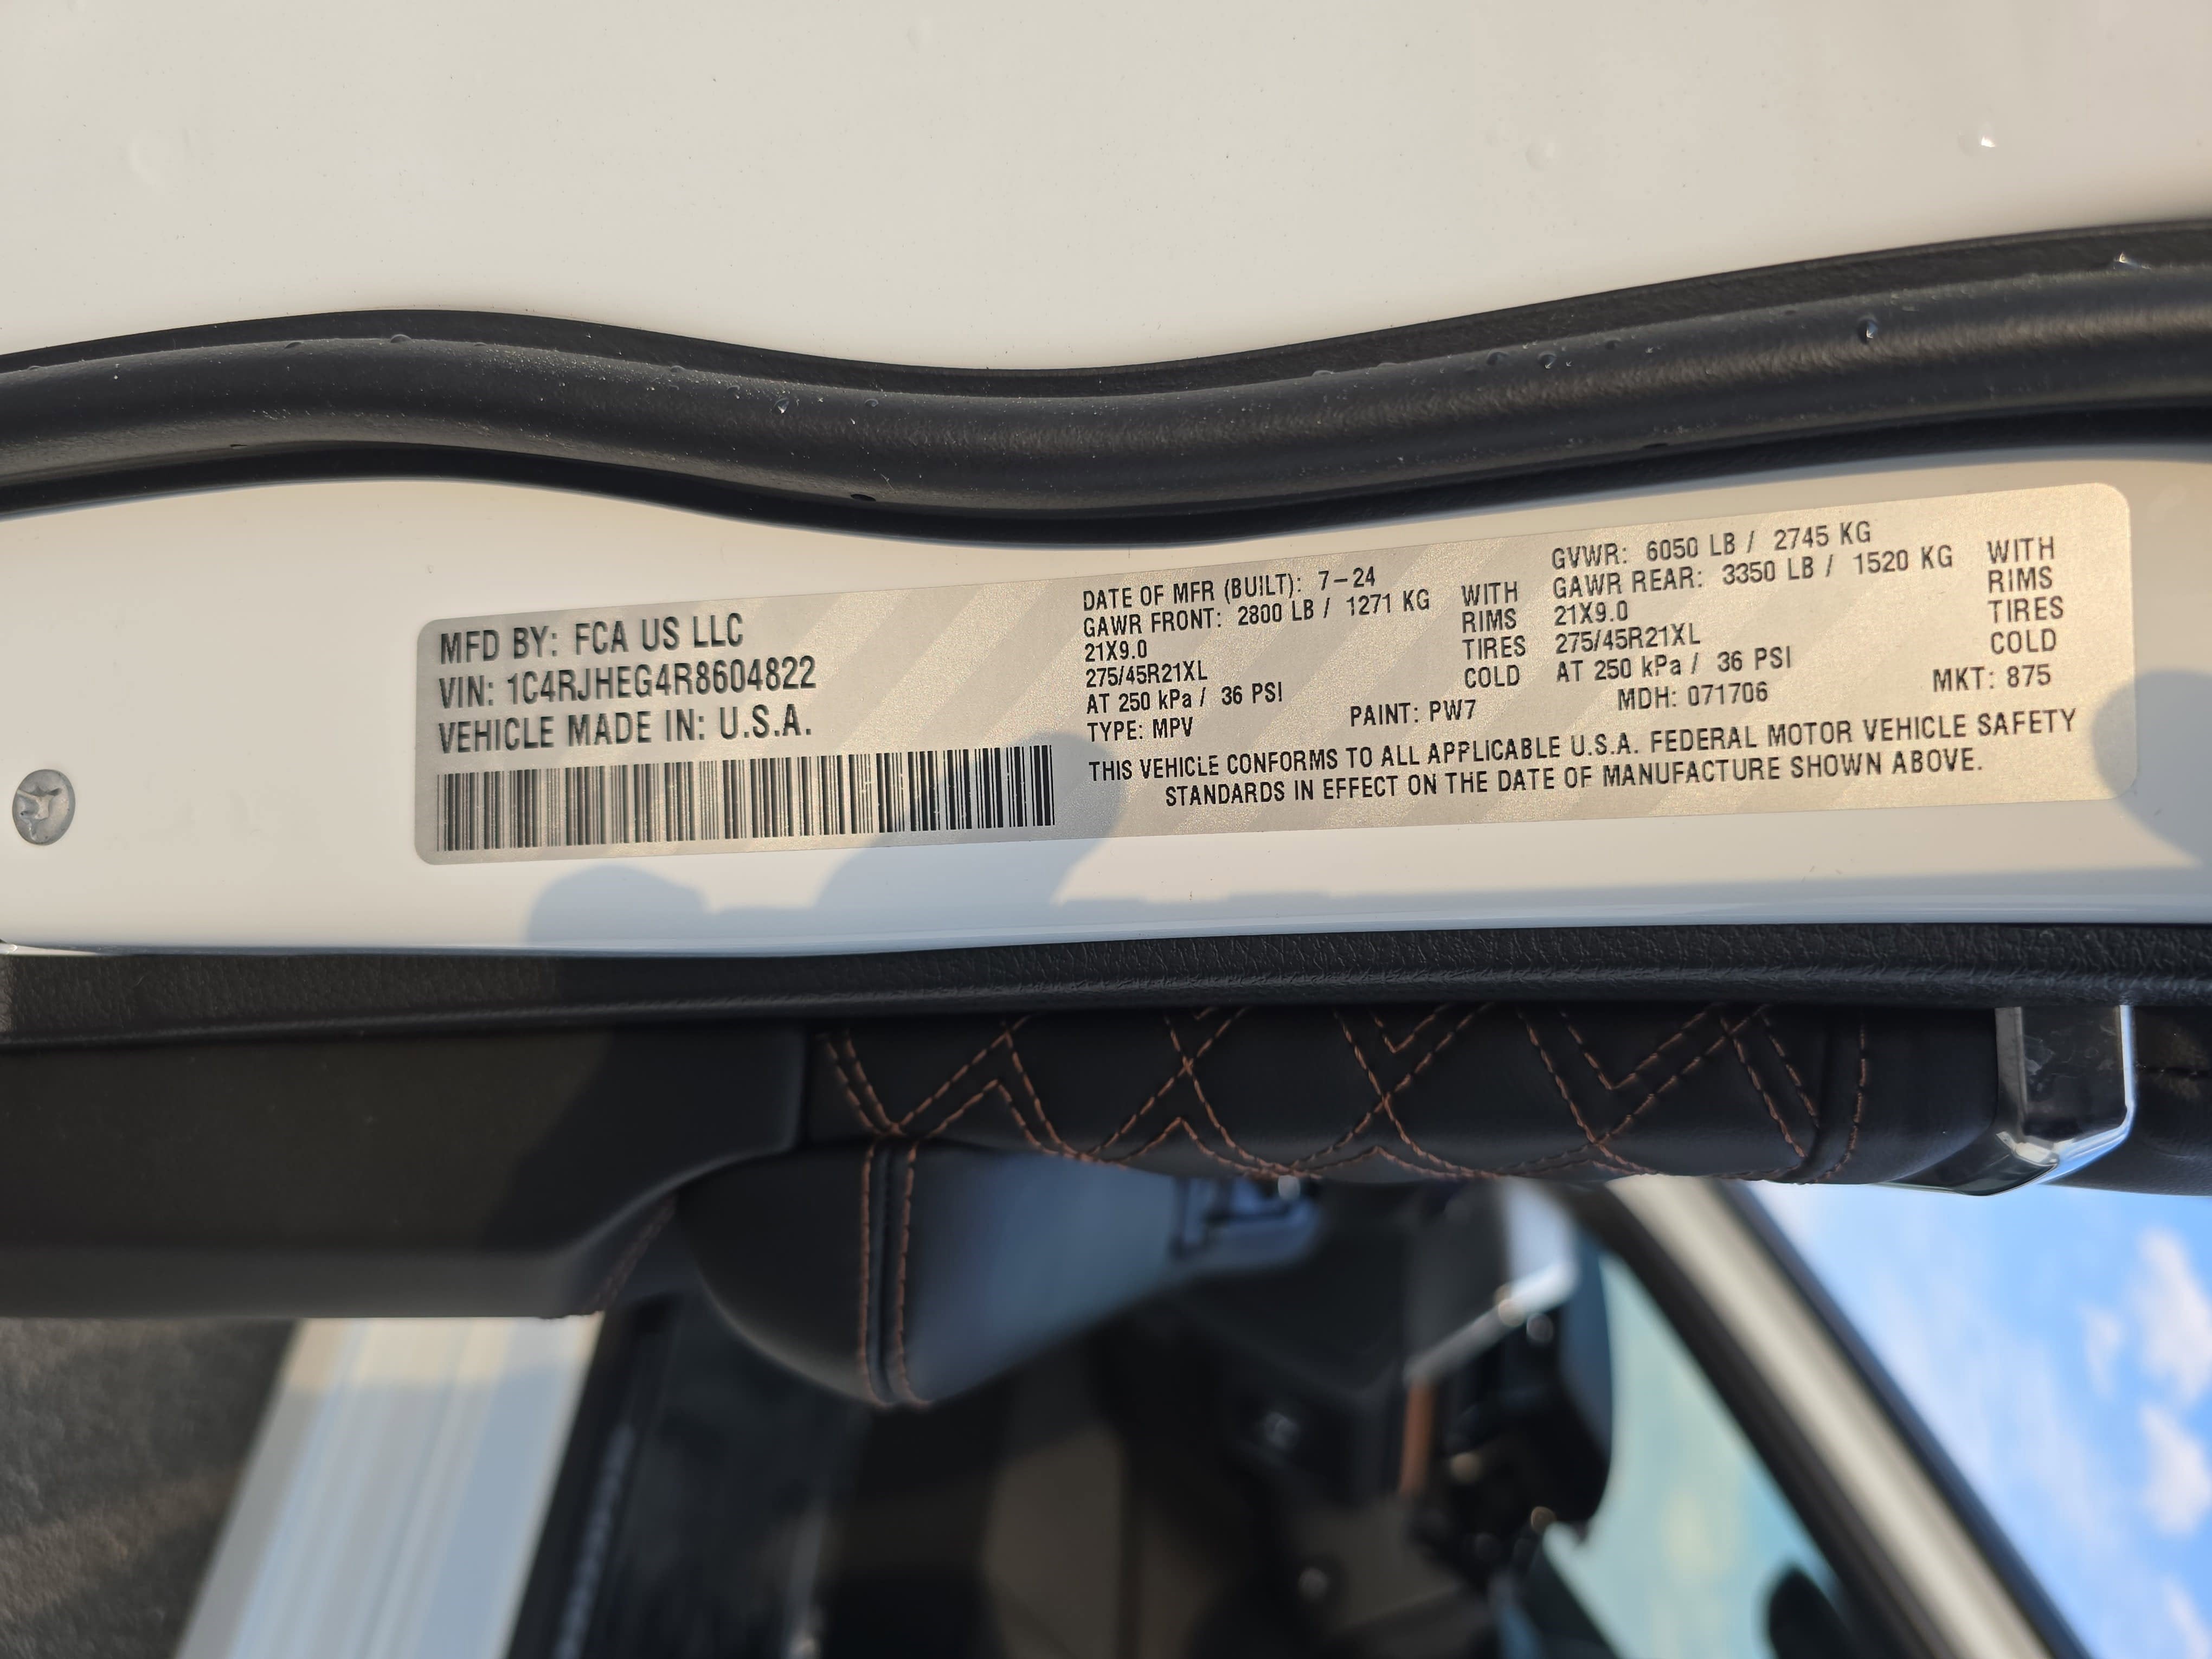 MFD BY: FCA US LLC
VIN: 1C4RJHEG4R8604822
VEHICLE MADE IN: U.S.A.
DATE OF MFR (BUILT): 7-24 GVWR: 6050 LB / 2745 KG
GAWR FRONT: 2800 LB / 1271 KG WITH GAWR REAR: 3350 LB / 1520 KG WITH
21X9.0 RIMS 21X9.0 RIMS
275/45R21XL TIRES 275/45R21XL TIRES
AT 250 kPa / 36 PSI COLD AT 250 kPa / 36 PSI COLD
TYPE: MPV PAINT: PW7 MDH: 071706 MKT: 875
THIS VEHICLE CONFORMS TO ALL APPLICABLE U.S.A. FEDERAL MOTOR VEHICLE SAFETY
STANDARDS IN EFFECT ON THE DATE OF MANUFACTURE SHOWN ABOVE.